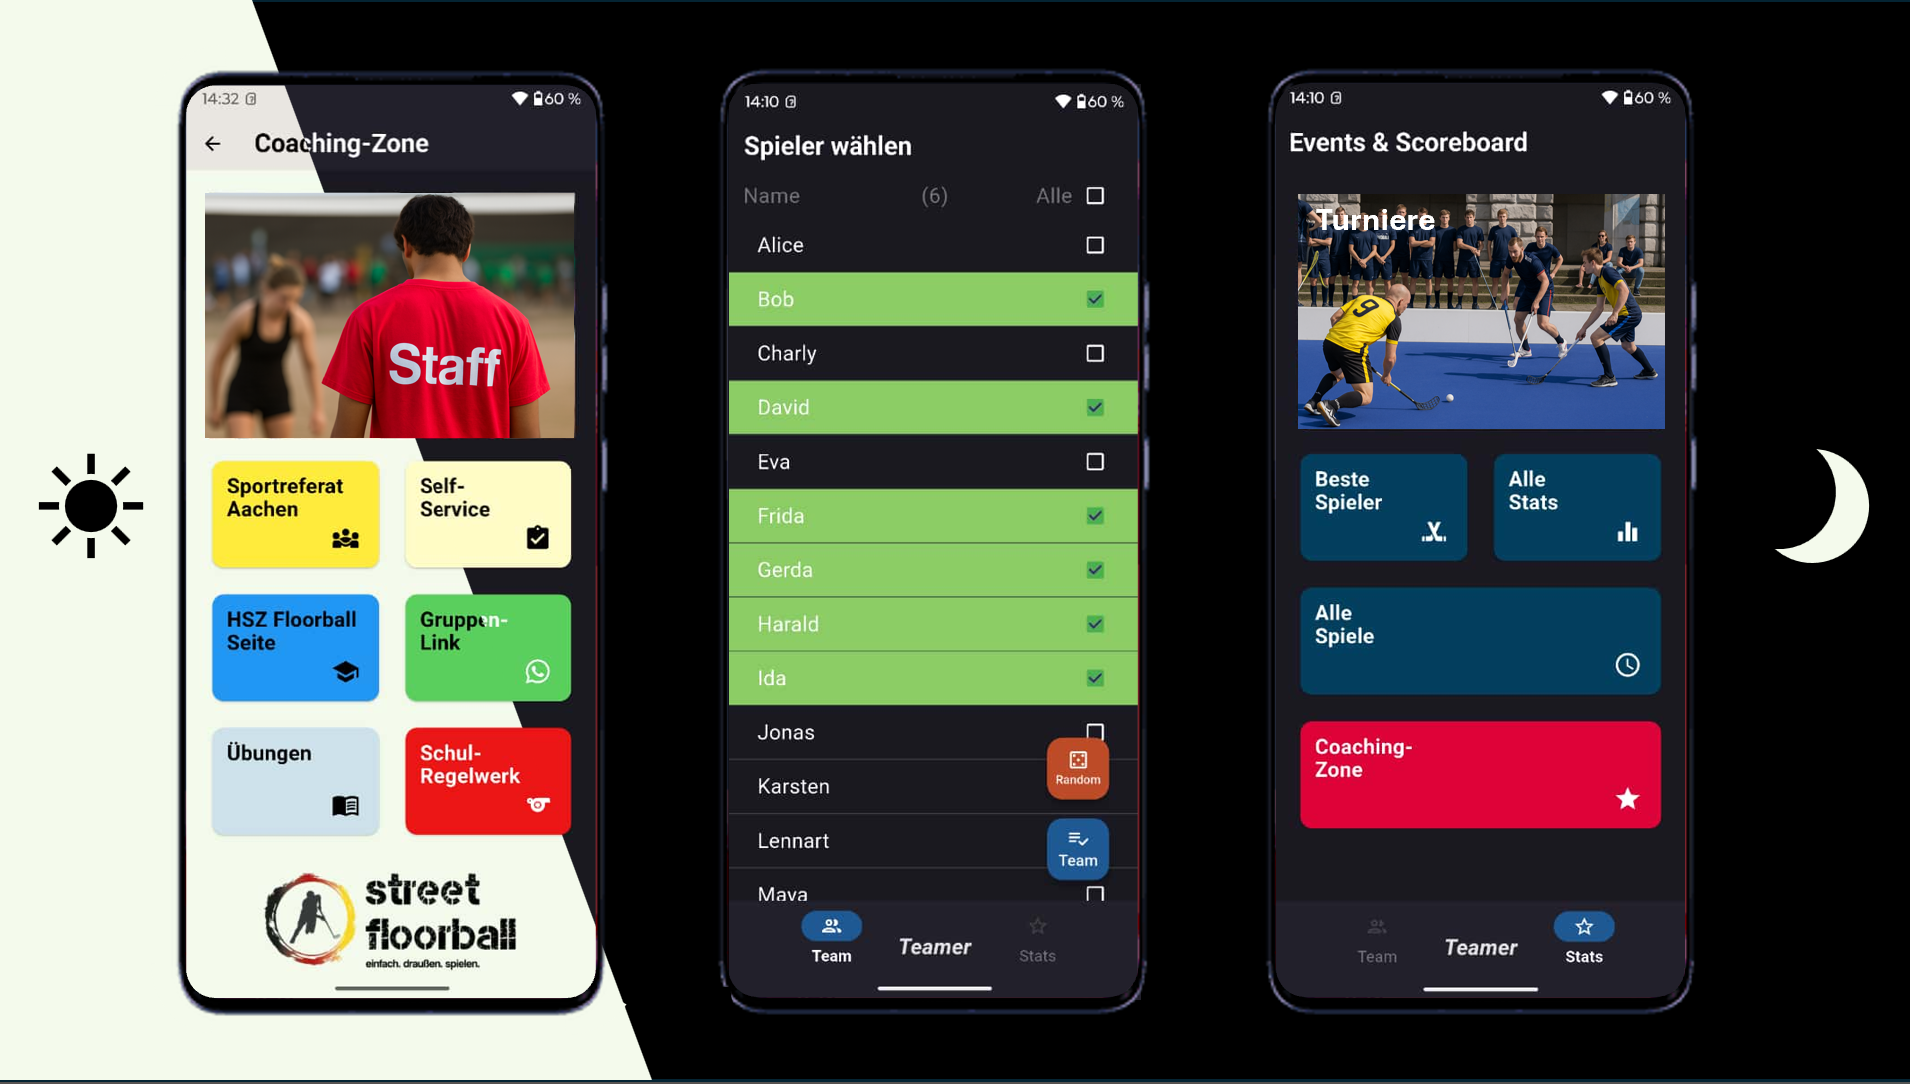 14:32
60 %
Coaching-Zone
Staff
Sportreferat
Aachen
Self-
Service
HSZ Floorball
Seite
Gruppen-
Link
Übungen
Schul-
Regelwerk
street
floorball
einfach. draußen. spielen.
14:10
60 %
Spieler wählen
Name (6) Alle
Alice
Bob
Charly
David
Eva
Frida
Gerda
Harald
Ida
Jonas
Karsten
Random
Lennart
Team
Maya
Team Teamer Stats
14:10
60 %
Events & Scoreboard
Turniere
9
Beste
Spieler
Alle
Stats
Alle
Spiele
Coaching-
Zone
Team Teamer Stats